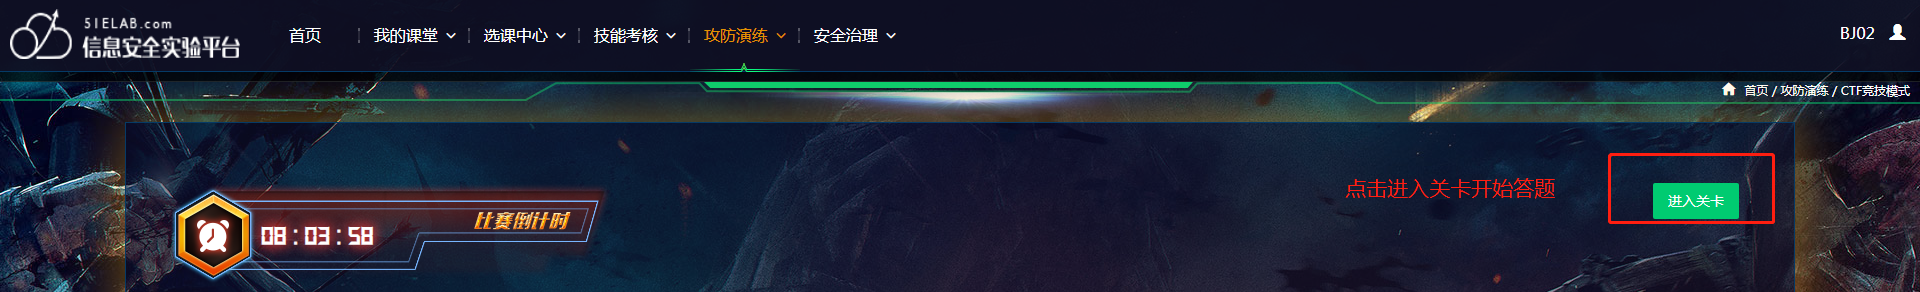 51ELAB.com
信息安全实验平台
首页 我的课堂 选课中心 技能考核 攻防演练 安全治理 BJ02
首页 / 攻防演练 / CTF竞技模式
点击进入关卡开始答题 进入关卡
08:03:58 比赛倒计时